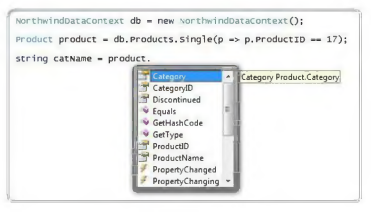 NorthwindDataContext db = new NorthwindDataContext();
Product product = db.Products.Single(p => p.ProductID == 17);
string catName = product.
Category
Category Product.Category
CategoryID
Discontinued
Equals
GetHashCode
GetType
ProductID
ProductName
PropertyChanged
PropertyChanging